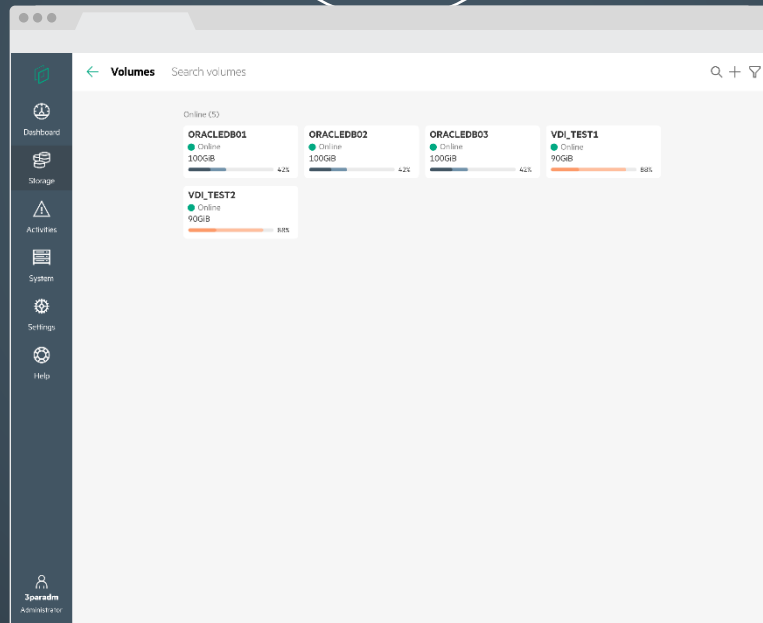 Volumes Search volumes
Dashboard
Storage
Activities
System
Settings
Help
3paradm
Administrator
Online (5)
ORACLEDB01
Online
100GiB
42%
ORACLEDB02
Online
100GiB
42%
ORACLEDB03
Online
100GiB
42%
VDI_TEST1
Online
90GiB
88%
VDI_TEST2
Online
90GiB
88%